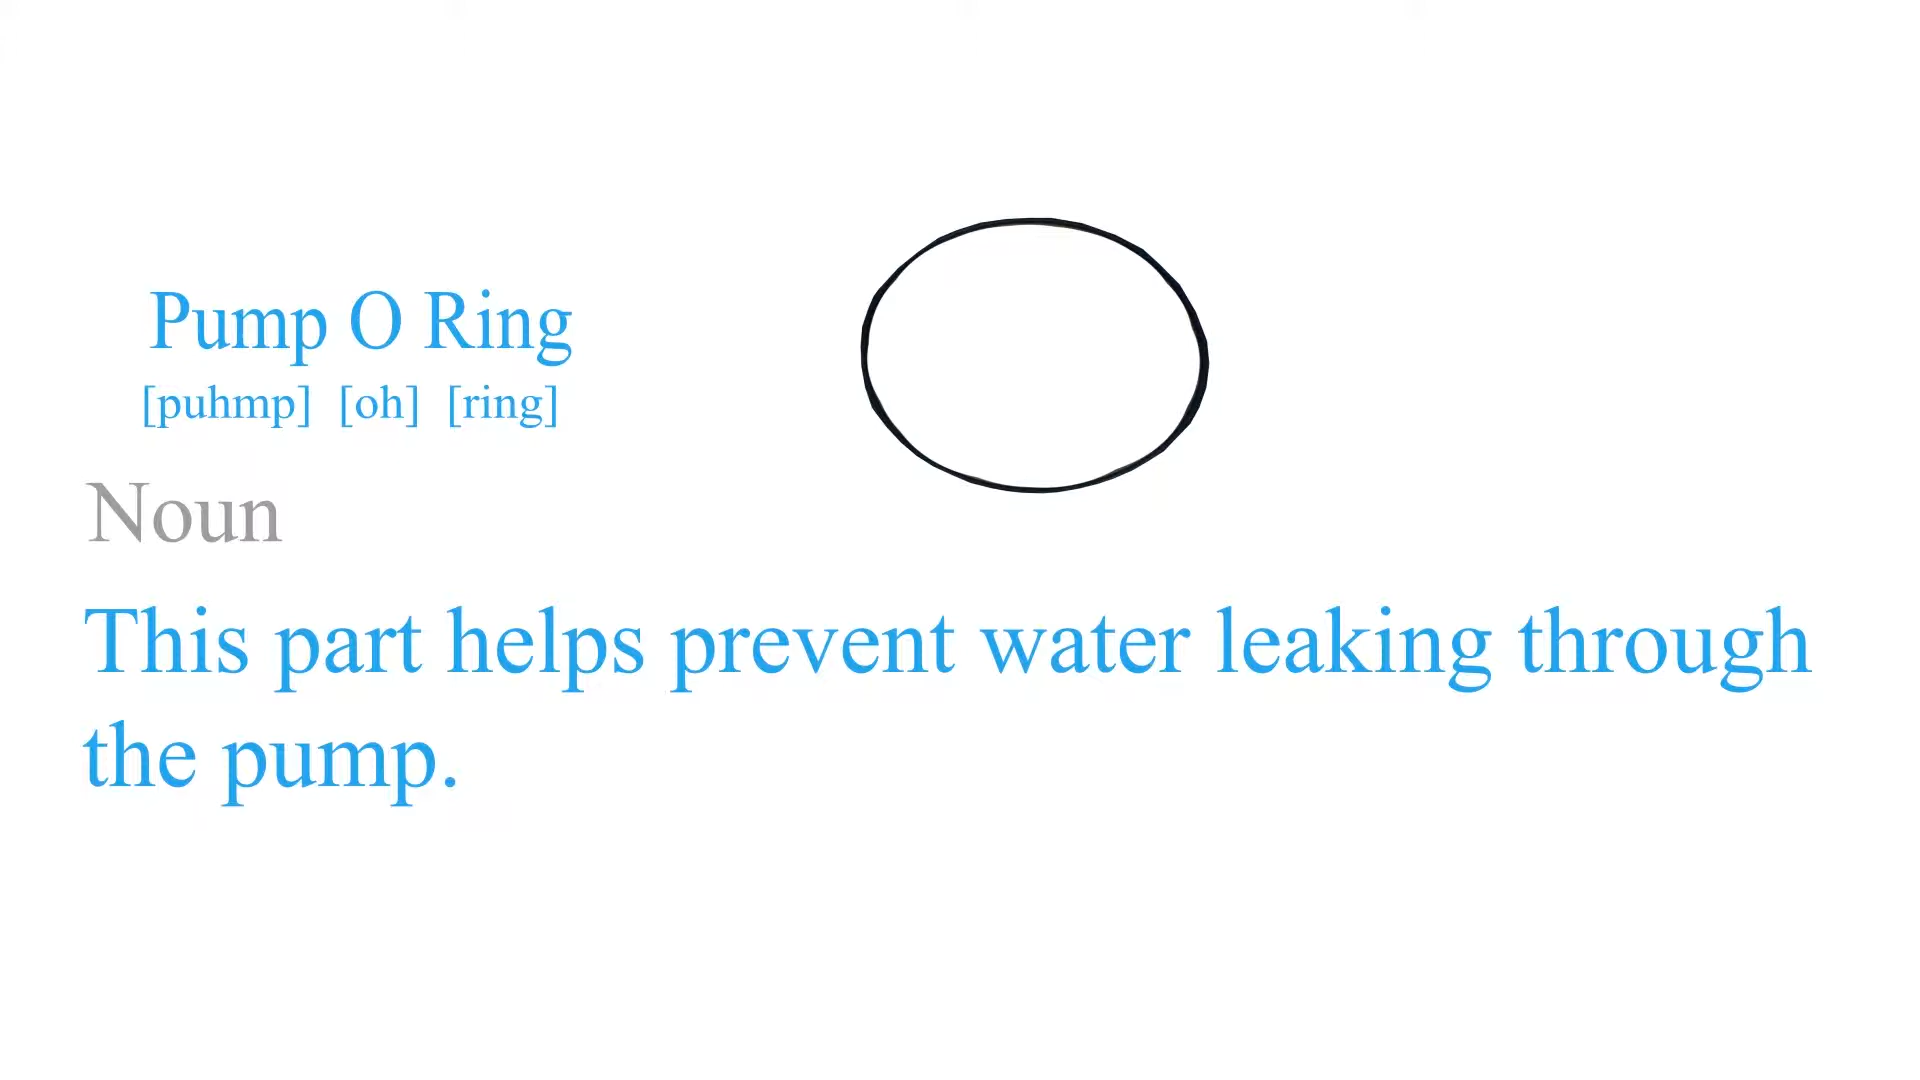 Pump O Ring
[puhmp] [oh] [ring]
Noun
This part helps prevent water leaking through
the pump.